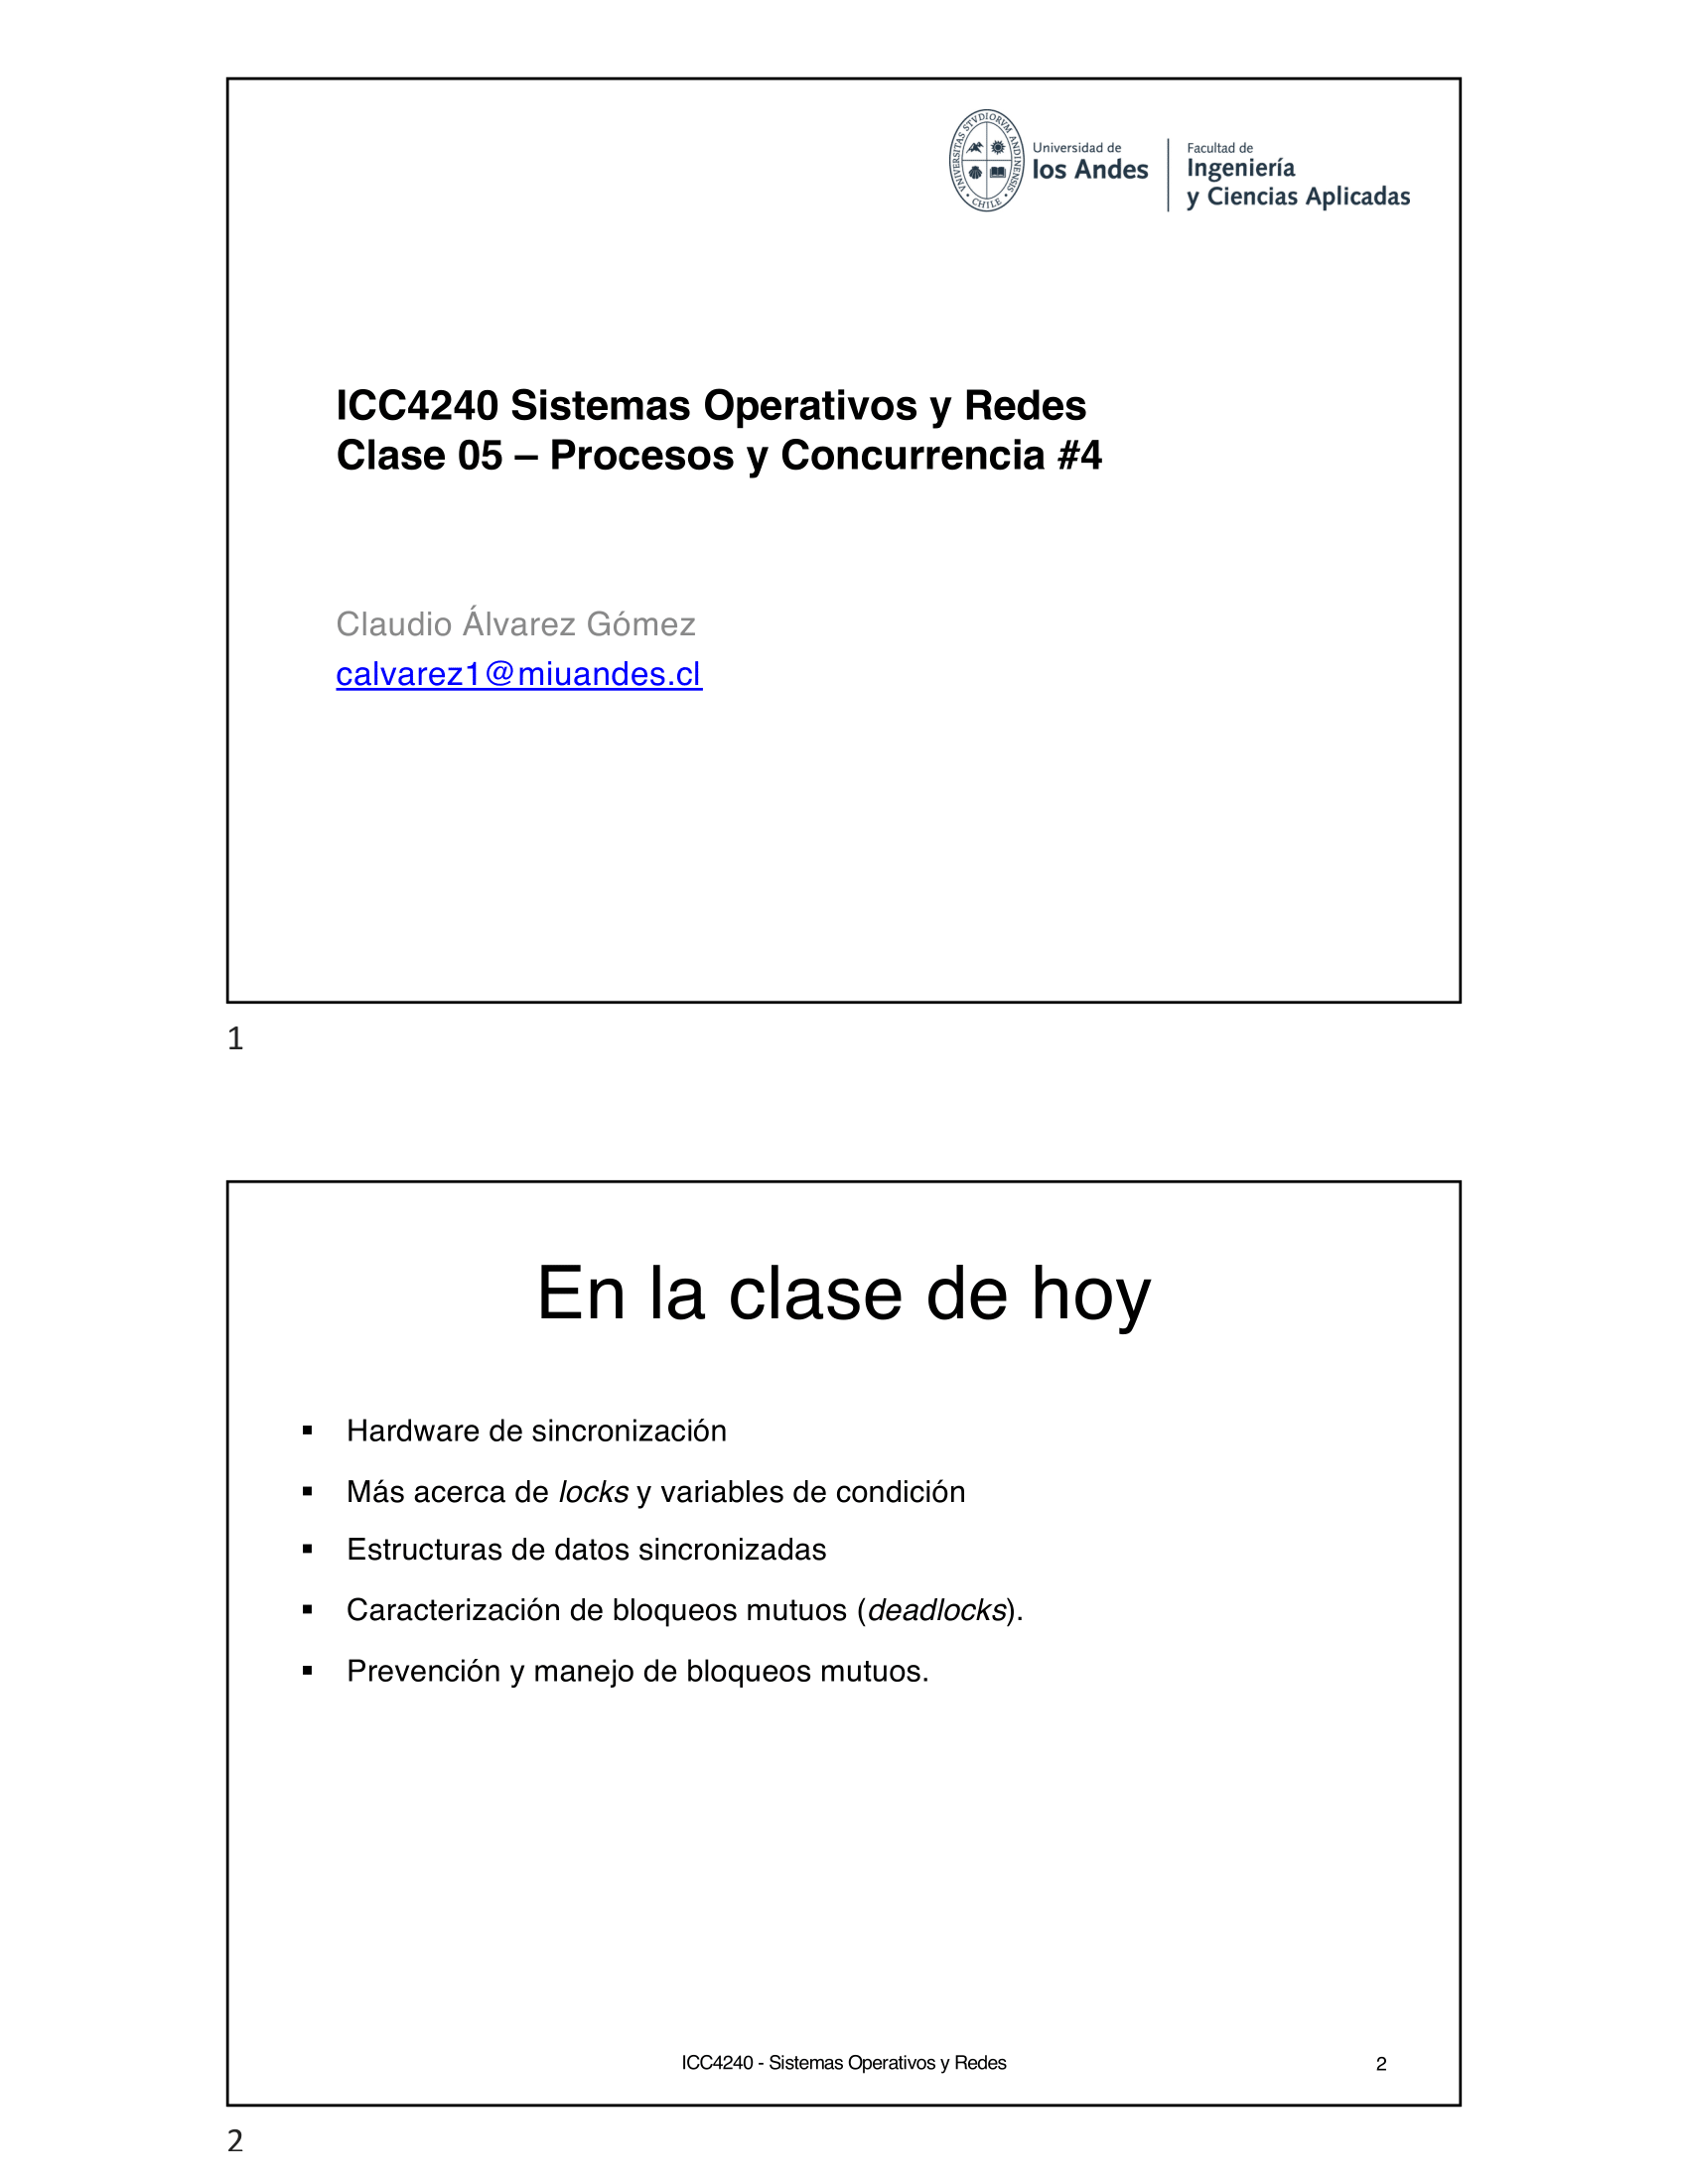 VNIVERSITAS STVDIORVM ANDINENSIS • CHILE •
Universidad de
los Andes
Facultad de
Ingeniería
y Ciencias Aplicadas
ICC4240 Sistemas Operativos y Redes
Clase 05 – Procesos y Concurrencia #4
Claudio Álvarez Gómez
calvarez1@miuandes.cl
1
En la clase de hoy
▪ Hardware de sincronización
▪ Más acerca de locks y variables de condición
▪ Estructuras de datos sincronizadas
▪ Caracterización de bloqueos mutuos (deadlocks).
▪ Prevención y manejo de bloqueos mutuos.
ICC4240 - Sistemas Operativos y Redes
2
2